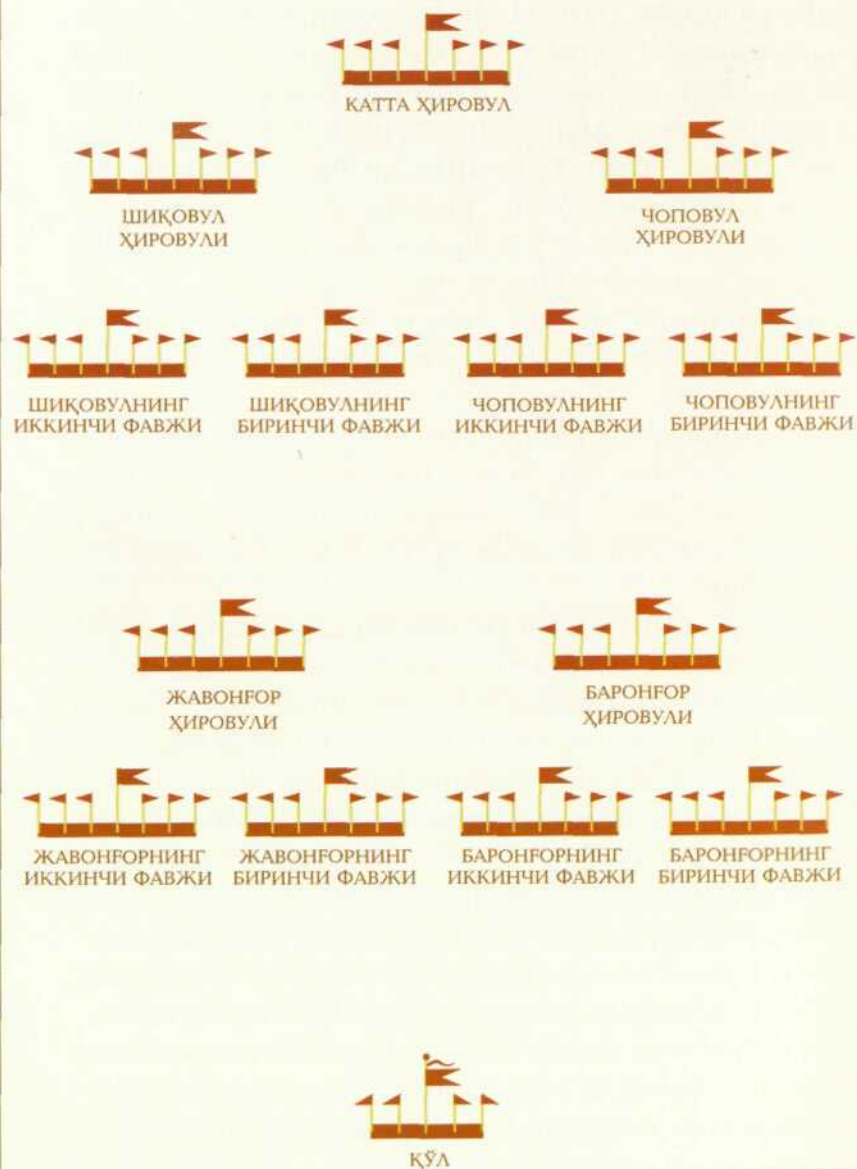 КАТТА ҲИРОВУЛ
ШИҚОВУЛ
ҲИРОВУЛИ
ЧОПОВУЛ
ҲИРОВУЛИ
ШИҚОВУЛНИНГ
ИККИНЧИ ФАВЖИ
ШИҚОВУЛНИНГ
БИРИНЧИ ФАВЖИ
ЧОПОВУЛНИНГ
ИККИНЧИ ФАВЖИ
ЧОПОВУЛНИНГ
БИРИНЧИ ФАВЖИ
ЖАВОНҒОР
ҲИРОВУЛИ
БАРОНҒОР
ҲИРОВУЛИ
ЖАВОНҒОРНИНГ
ИККИНЧИ ФАВЖИ
ЖАВОНҒОРНИНГ
БИРИНЧИ ФАВЖИ
БАРОНҒОРНИНГ
ИККИНЧИ ФАВЖИ
БАРОНҒОРНИНГ
БИРИНЧИ ФАВЖИ
ҚЎЛ